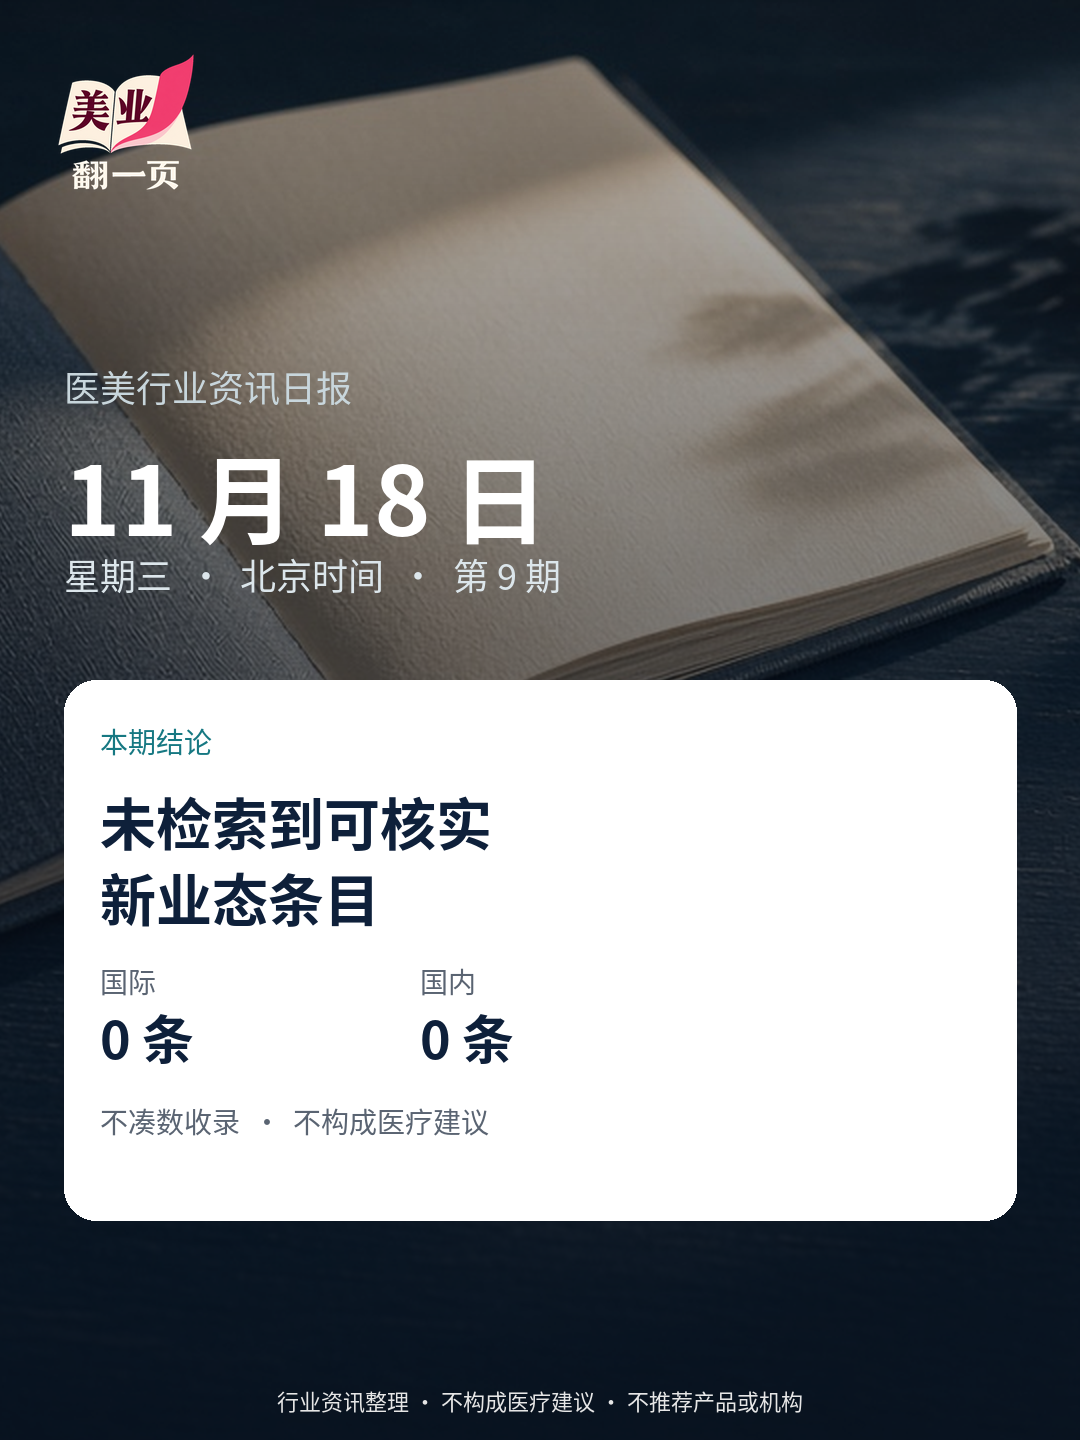 美业
翻一页
医美行业资讯日报
11 月 18 日
星期三 · 北京时间 · 第 9 期
本期结论
未检索到可核实
新业态条目
国际
国内
0 条
0 条
不凑数收录 · 不构成医疗建议
行业资讯整理 · 不构成医疗建议 · 不推荐产品或机构